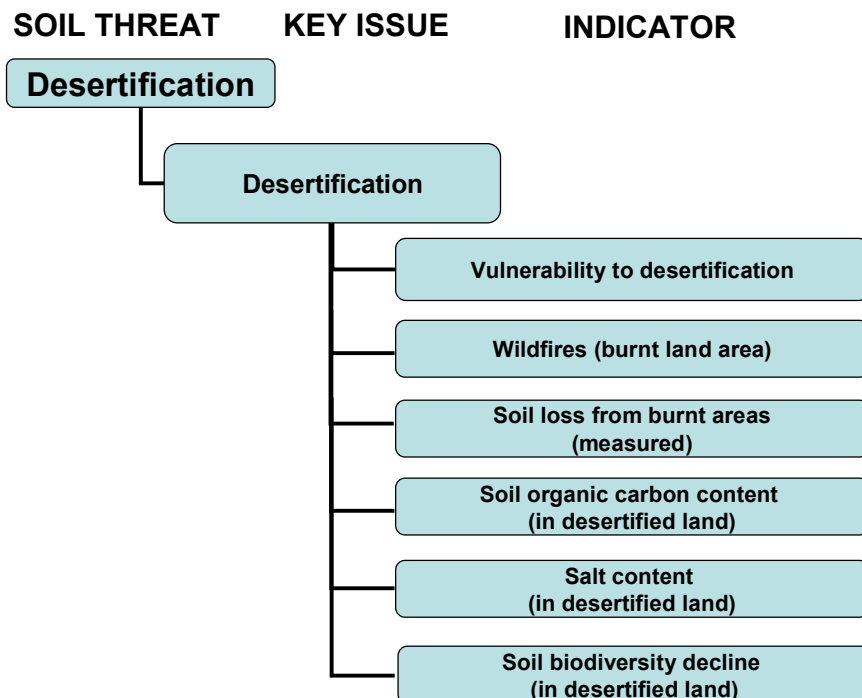 SOIL THREAT KEY ISSUE INDICATOR
Desertification
Desertification
Vulnerability to desertification
Wildfires (burnt land area)
Soil loss from burnt areas
(measured)
Soil organic carbon content
(in desertified land)
Salt content
(in desertified land)
Soil biodiversity decline
(in desertified land)